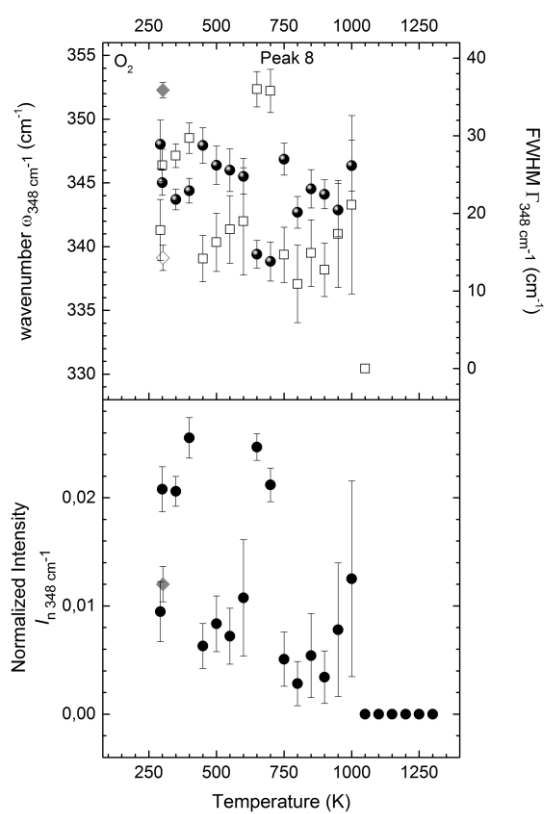 250 500 750 1000 1250
O₂
Peak 8
355
350
345
340
335
330
wavenumber ω₃₄₈ cm⁻¹ (cm⁻¹)
40
30
20
10
0
FWHM Γ₃₄₈ cm⁻¹ (cm⁻¹)
0,02
0,01
0,00
Normalized Intensity
Iₙ ₃₄₈ cm⁻¹
250 500 750 1000 1250
Temperature (K)